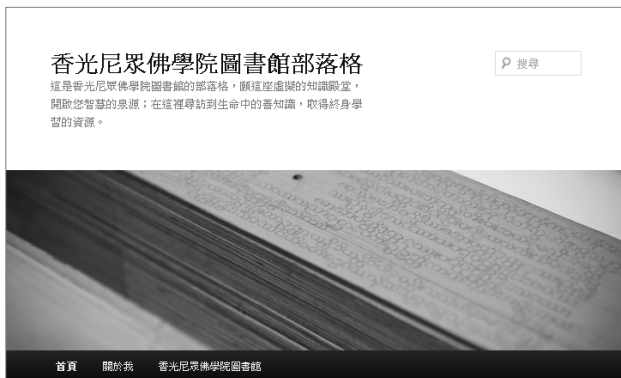 香光尼眾佛學院圖書館部落格
搜尋
這是香光尼眾佛學院圖書館的部落格，願這座虛擬的知識殿堂，
開啟您智慧的泉源；在這裡尋訪到生命中的善知識，取得終身學
習的資源。
首頁 關於我 香光尼眾佛學院圖書館